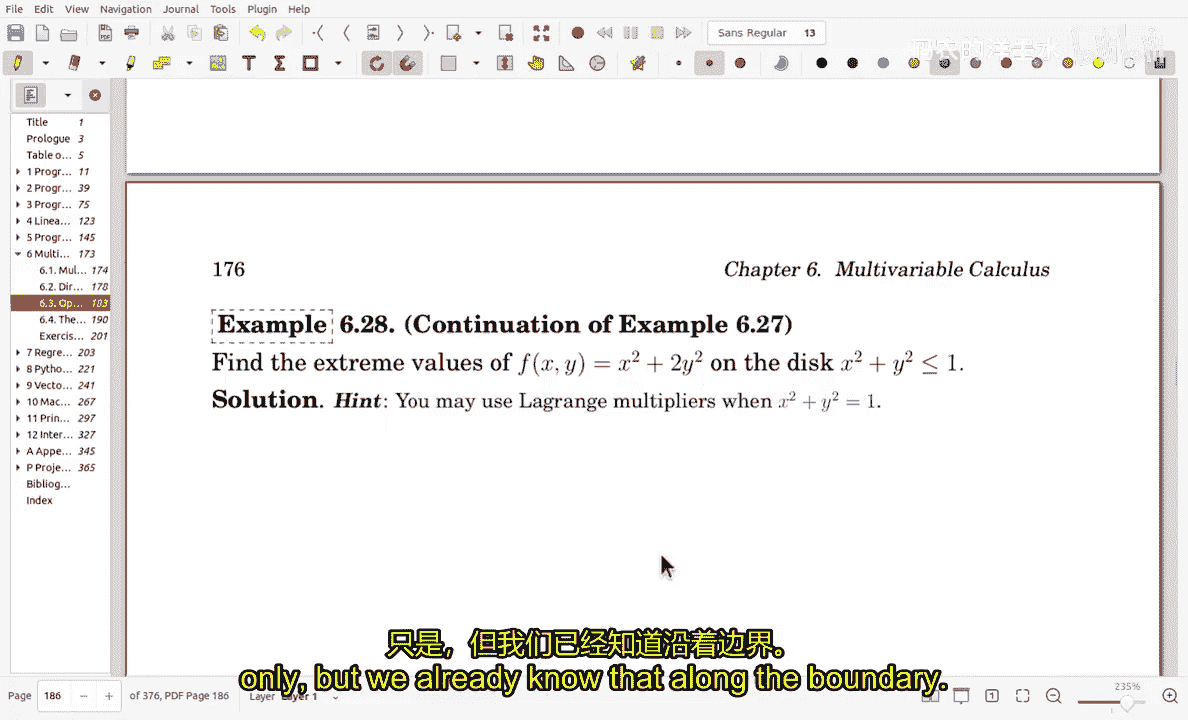 File Edit View Navigation Journal Tools Plugin Help
Sans Regular 13
Title 1
Prologue 3
Table o... 5
1 Progr... 11
2 Progr... 39
3 Progr... 75
4 Linea... 123
5 Progr... 145
6 Multi... 173
6.1. Mul... 174
6.2. Dir... 178
6.3. Op... 183
6.4. The... 190
Exercis... 201
7 Regre... 203
8 Pytho... 221
9 Vecto... 241
10 Mac... 267
11 Prin... 297
12 Inter... 327
A Appe... 345
P Proje... 365
Bibliog...
Index
176 Chapter 6. Multivariable Calculus
Example 6.28. (Continuation of Example 6.27)
Find the extreme values of f(x, y) = x² + 2y² on the disk x² + y² ≤ 1.
Solution. Hint: You may use Lagrange multipliers when x² + y² = 1.
只是，但我们已经知道沿着边界。
only, but we already know that along the boundary.
Page 186 − + of 376, PDF Page 186 Layer Layer 1 235%